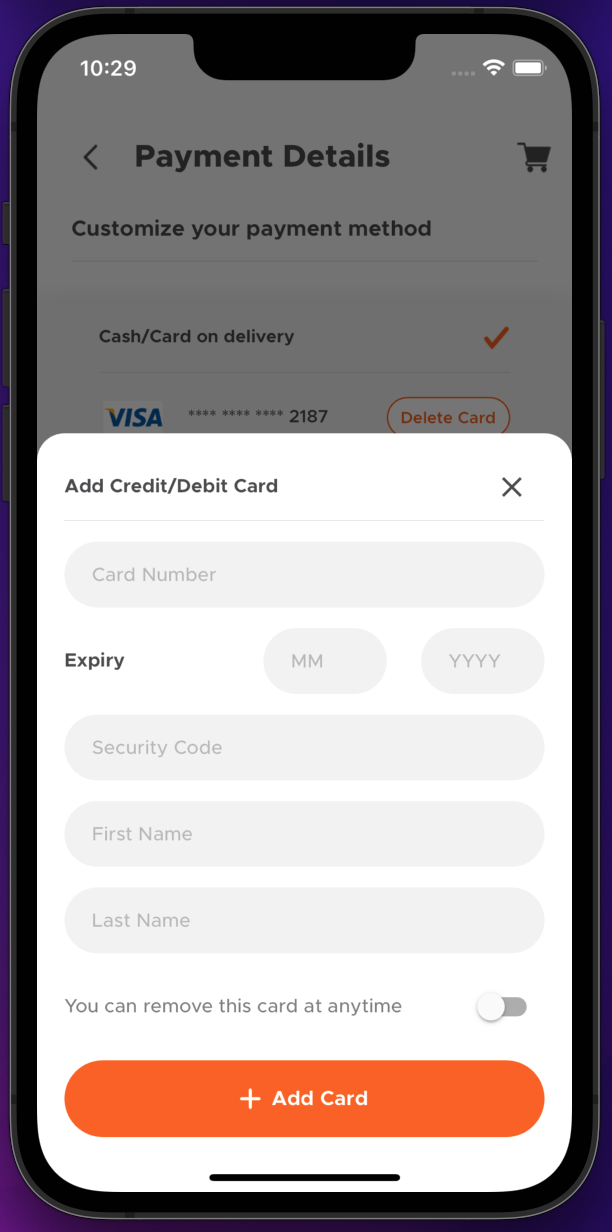 10:29
Payment Details
Customize your payment method
Cash/Card on delivery
VISA **** **** **** 2187 Delete Card
Add Credit/Debit Card
Card Number
Expiry MM YYYY
Security Code
First Name
Last Name
You can remove this card at anytime
+ Add Card